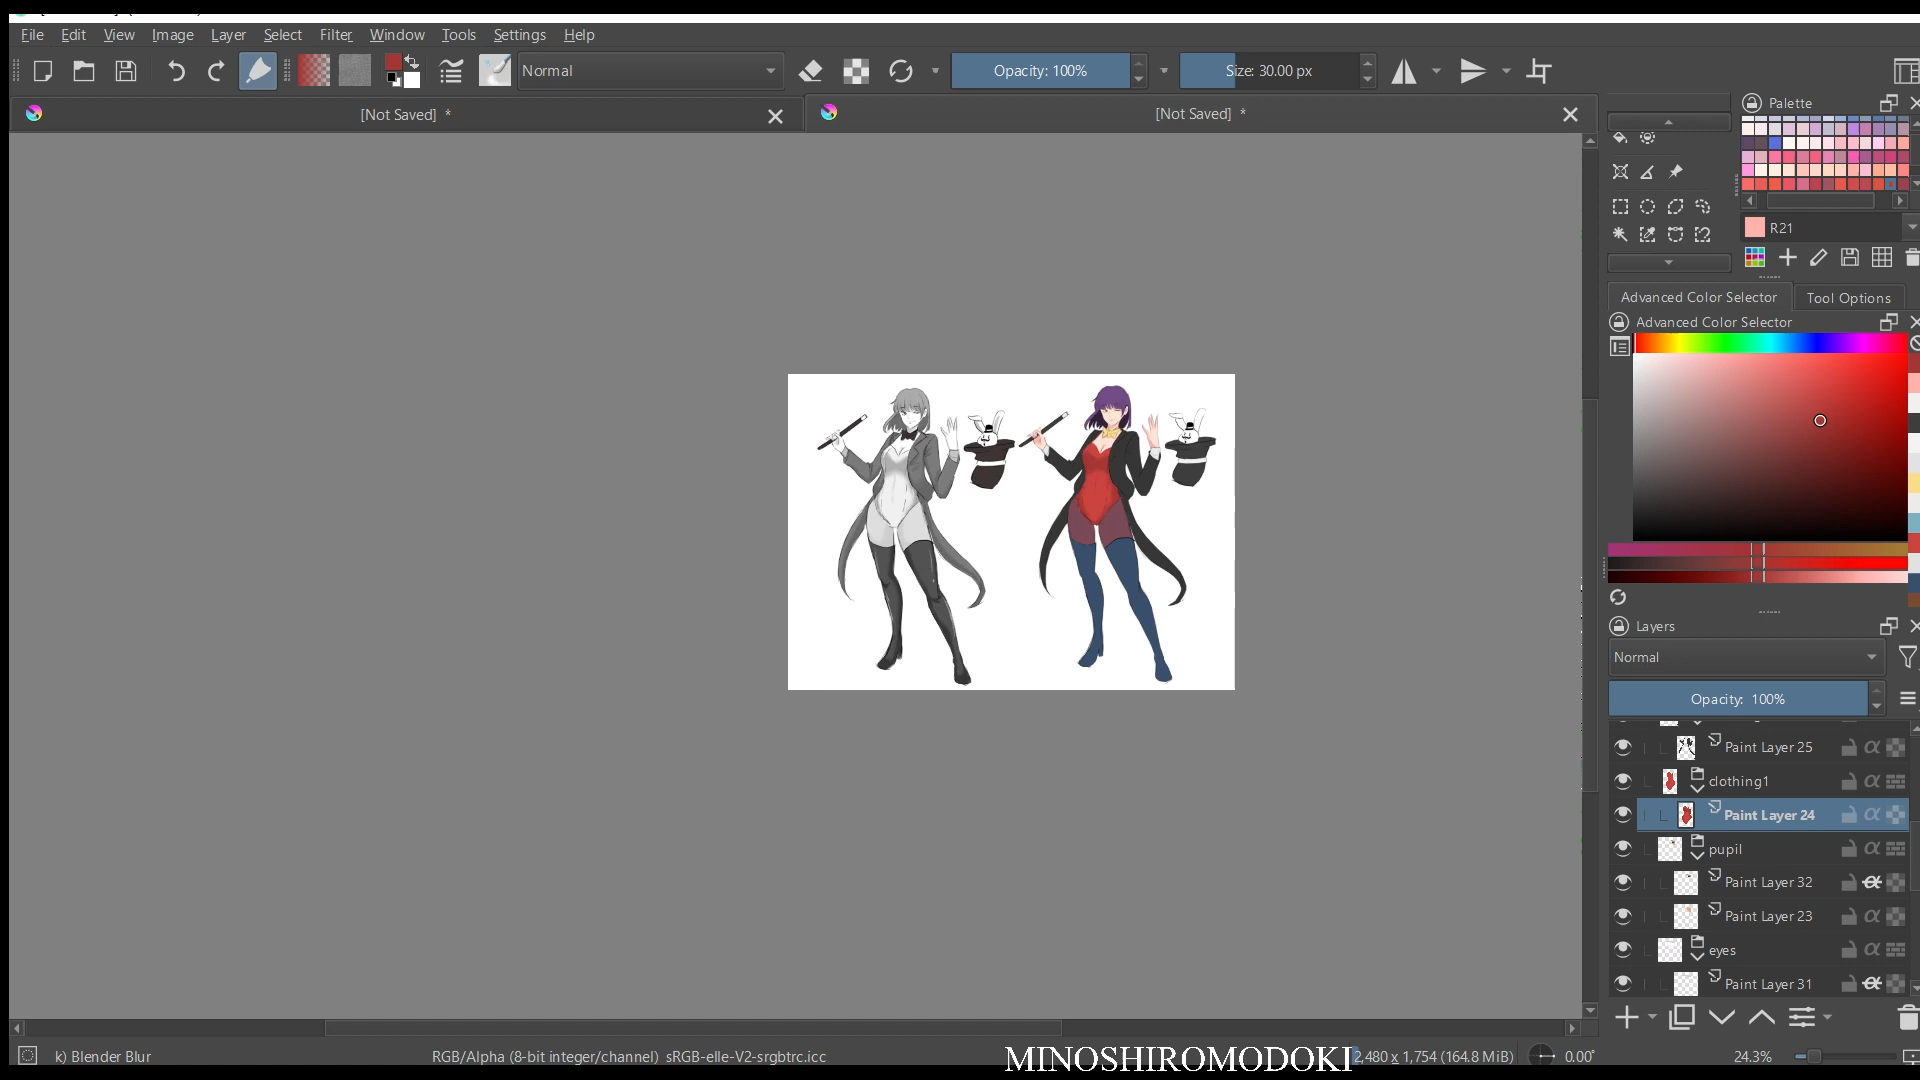 File Edit View Image Layer Select Filter Window Tools Settings Help
Normal Opacity: 100% Size: 30.00 px
[Not Saved] * [Not Saved] *
Palette
R21
Advanced Color Selector Tool Options
Advanced Color Selector
Layers
Normal
Opacity: 100%
Paint Layer 25
clothing1
Paint Layer 24
pupil
Paint Layer 32
Paint Layer 23
eyes
Paint Layer 31
k) Blender Blur RGB/Alpha (8-bit integer/channel) sRGB-elle-V2-srgbtrc.icc MINOSHIROMODOKI 2,480 x 1,754 (164.8 MiB) 0.00° 24.3%